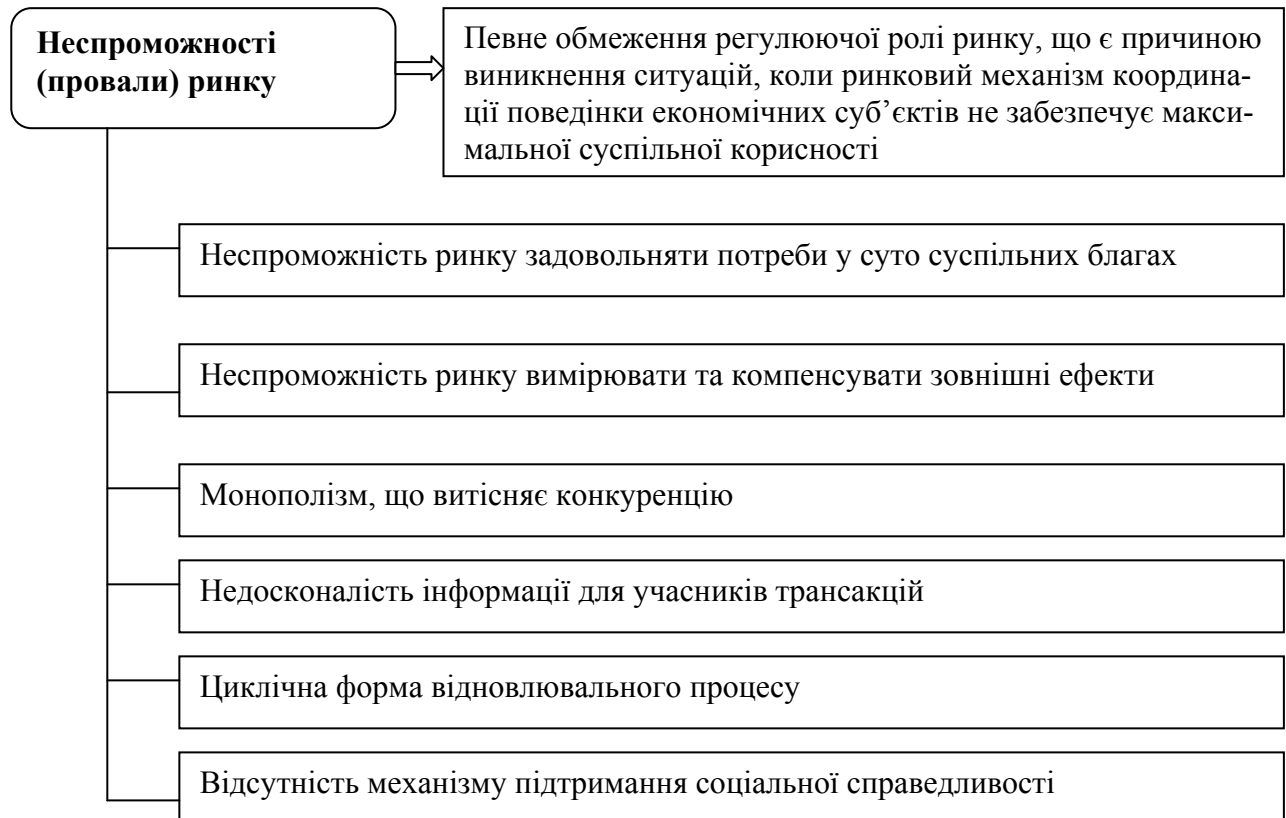 Неспроможності
(провали) ринку
Певне обмеження регулюючої ролі ринку, що є причиною
виникнення ситуацій, коли ринковий механізм координа-
ції поведінки економічних суб’єктів не забезпечує макси-
мальної суспільної корисності
Неспроможність ринку задовольняти потреби у суто суспільних благах
Неспроможність ринку вимірювати та компенсувати зовнішні ефекти
Монополізм, що витісняє конкуренцію
Недосконалість інформації для учасників трансакцій
Циклічна форма відновлювального процесу
Відсутність механізму підтримання соціальної справедливості